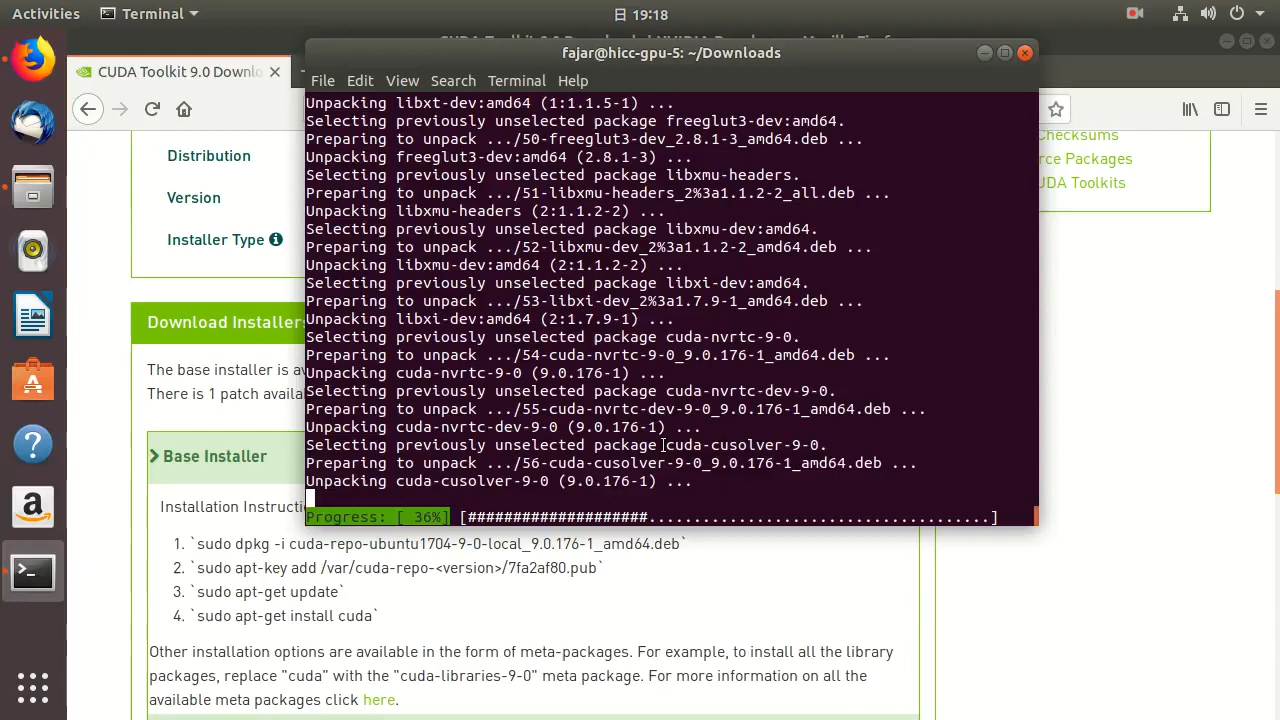 Activities
Terminal
日 19:18
CUDA Toolkit 9.0 Downlo
fajar@hicc-gpu-5: ~/Downloads
File Edit View Search Terminal Help
Unpacking libxt-dev:amd64 (1:1.1.5-1) ...
Selecting previously unselected package freeglut3-dev:amd64.
Preparing to unpack .../50-freeglut3-dev_2.8.1-3_amd64.deb ...
Unpacking freeglut3-dev:amd64 (2.8.1-3) ...
Selecting previously unselected package libxmu-headers.
Preparing to unpack .../51-libxmu-headers_2%3a1.1.2-2_all.deb ...
Unpacking libxmu-headers (2:1.1.2-2) ...
Selecting previously unselected package libxmu-dev:amd64.
Preparing to unpack .../52-libxmu-dev_2%3a1.1.2-2_amd64.deb ...
Unpacking libxmu-dev:amd64 (2:1.1.2-2) ...
Selecting previously unselected package libxi-dev:amd64.
Preparing to unpack .../53-libxi-dev_2%3a1.7.9-1_amd64.deb ...
Unpacking libxi-dev:amd64 (2:1.7.9-1) ...
Selecting previously unselected package cuda-nvrtc-9-0.
Preparing to unpack .../54-cuda-nvrtc-9-0_9.0.176-1_amd64.deb ...
Unpacking cuda-nvrtc-9-0 (9.0.176-1) ...
Selecting previously unselected package cuda-nvrtc-dev-9-0.
Preparing to unpack .../55-cuda-nvrtc-dev-9-0_9.0.176-1_amd64.deb ...
Unpacking cuda-nvrtc-dev-9-0 (9.0.176-1) ...
Selecting previously unselected package cuda-cusolver-9-0.
Preparing to unpack .../56-cuda-cusolver-9-0_9.0.176-1_amd64.deb ...
Unpacking cuda-cusolver-9-0 (9.0.176-1) ...
Progress: [ 36%] [####################......................................]
Distribution
Version
Installer Type
Checksums
rce Packages
UDA Toolkits
Download Installers
The base installer is av
There is 1 patch availa
Base Installer
Installation Instructio
1. `sudo dpkg -i cuda-repo-ubuntu1704-9-0-local_9.0.176-1_amd64.deb`
2. `sudo apt-key add /var/cuda-repo-<version>/7fa2af80.pub`
3. `sudo apt-get update`
4. `sudo apt-get install cuda`
Other installation options are available in the form of meta-packages. For example, to install all the library
packages, replace "cuda" with the "cuda-libraries-9-0" meta package. For more information on all the
available meta packages click here.